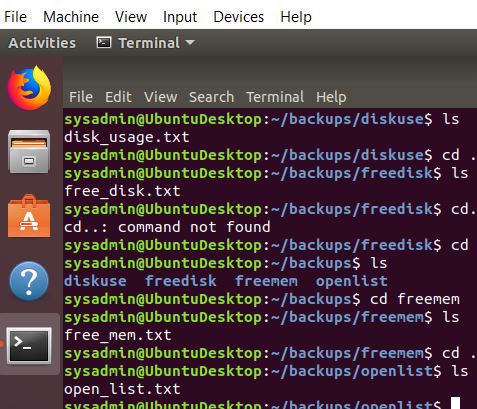 File Machine View Input Devices Help
Activities Terminal
File Edit View Search Terminal Help
sysadmin@UbuntuDesktop:~/backups/diskuse$ ls
disk_usage.txt
sysadmin@UbuntuDesktop:~/backups/diskuse$ cd .
sysadmin@UbuntuDesktop:~/backups/freedisk$ ls
free_disk.txt
sysadmin@UbuntuDesktop:~/backups/freedisk$ cd.
cd..: command not found
sysadmin@UbuntuDesktop:~/backups/freedisk$ cd
sysadmin@UbuntuDesktop:~/backups$ ls
diskuse freedisk freemem openlist
sysadmin@UbuntuDesktop:~/backups$ cd freemem
sysadmin@UbuntuDesktop:~/backups/freemem$ ls
free_mem.txt
sysadmin@UbuntuDesktop:~/backups/freemem$ cd .
sysadmin@UbuntuDesktop:~/backups/openlist$ ls
open_list.txt
sysadmin@UbuntuDesktop:~/backups/openlist$